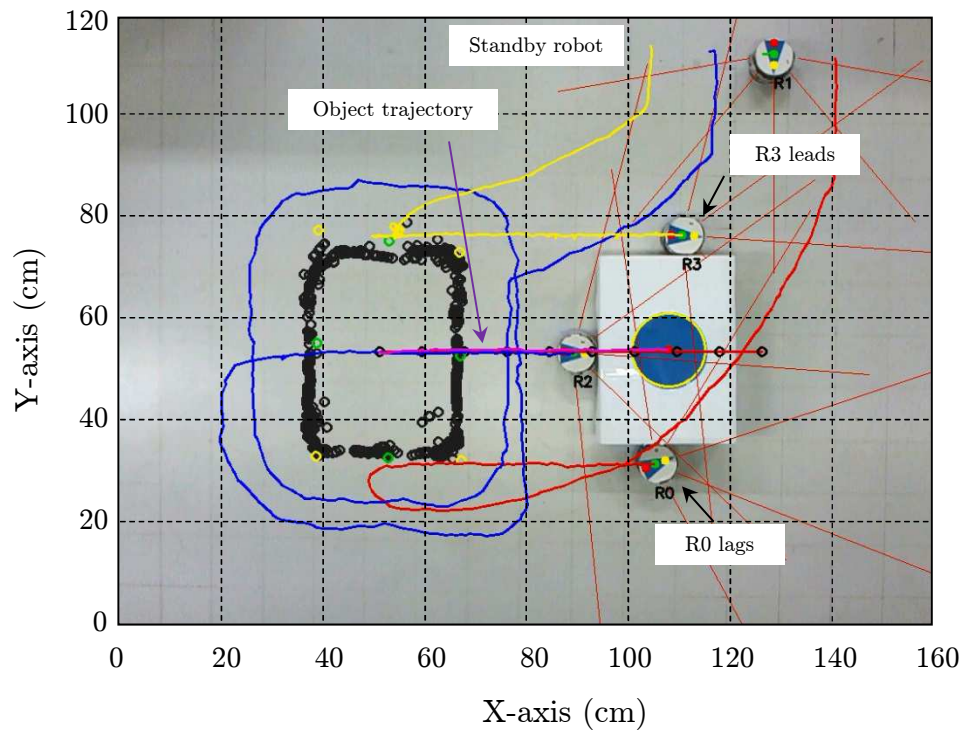 120
Standby robot
R1
Object trajectory
100
R3 leads
80
R3
60
R2
40
R0
R0 lags
20
0
0 20 40 60 80 100 120 140 160
Y-axis (cm)
X-axis (cm)